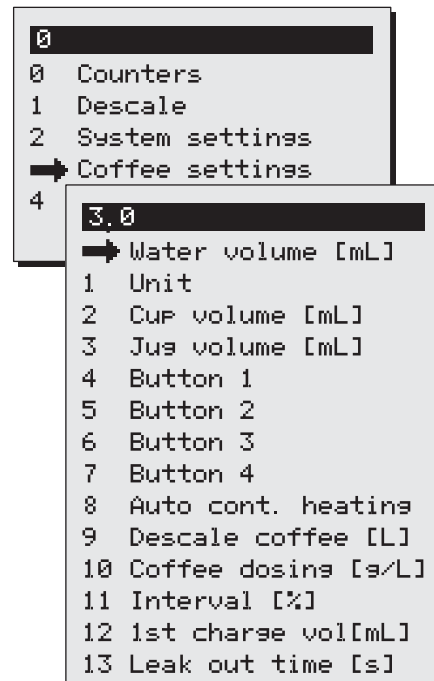 0
0 Counters
1 Descale
2 System settings
Coffee settings
4
3.0
Water volume [mL]
1 Unit
2 Cup volume [mL]
3 Jug volume [mL]
4 Button 1
5 Button 2
6 Button 3
7 Button 4
8 Auto cont. heating
9 Descale coffee [L]
10 Coffee dosing [g/L]
11 Interval [%]
12 1st charge vol[mL]
13 Leak out time [s]